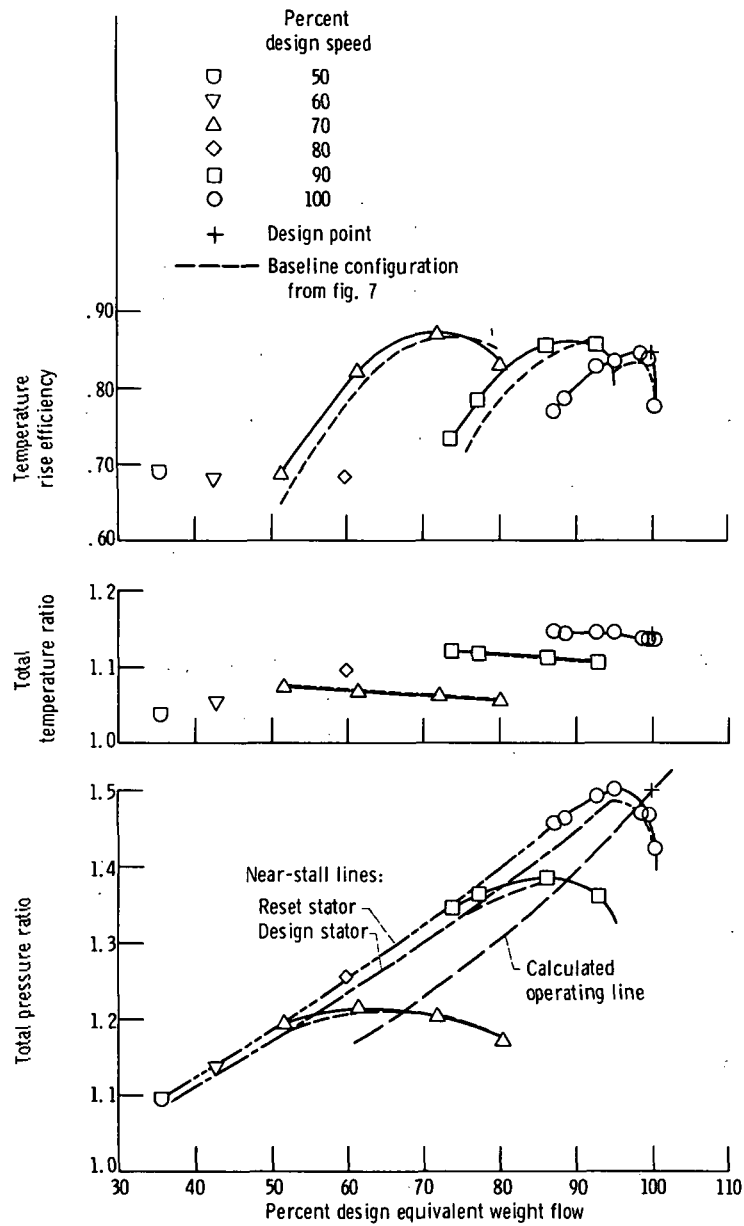 Percent
design speed
50
60
70
80
90
100
Design point
Baseline configuration
from fig. 7
Temperature
rise efficiency
.90
.80
.70
.60
Total
temperature ratio
1.2
1.1
1.0
Total pressure ratio
1.5
1.4
1.3
1.2
1.1
1.0
Near-stall lines:
Reset stator
Design stator
Calculated
operating line
30 40 50 60 70 80 90 100 110
Percent design equivalent weight flow